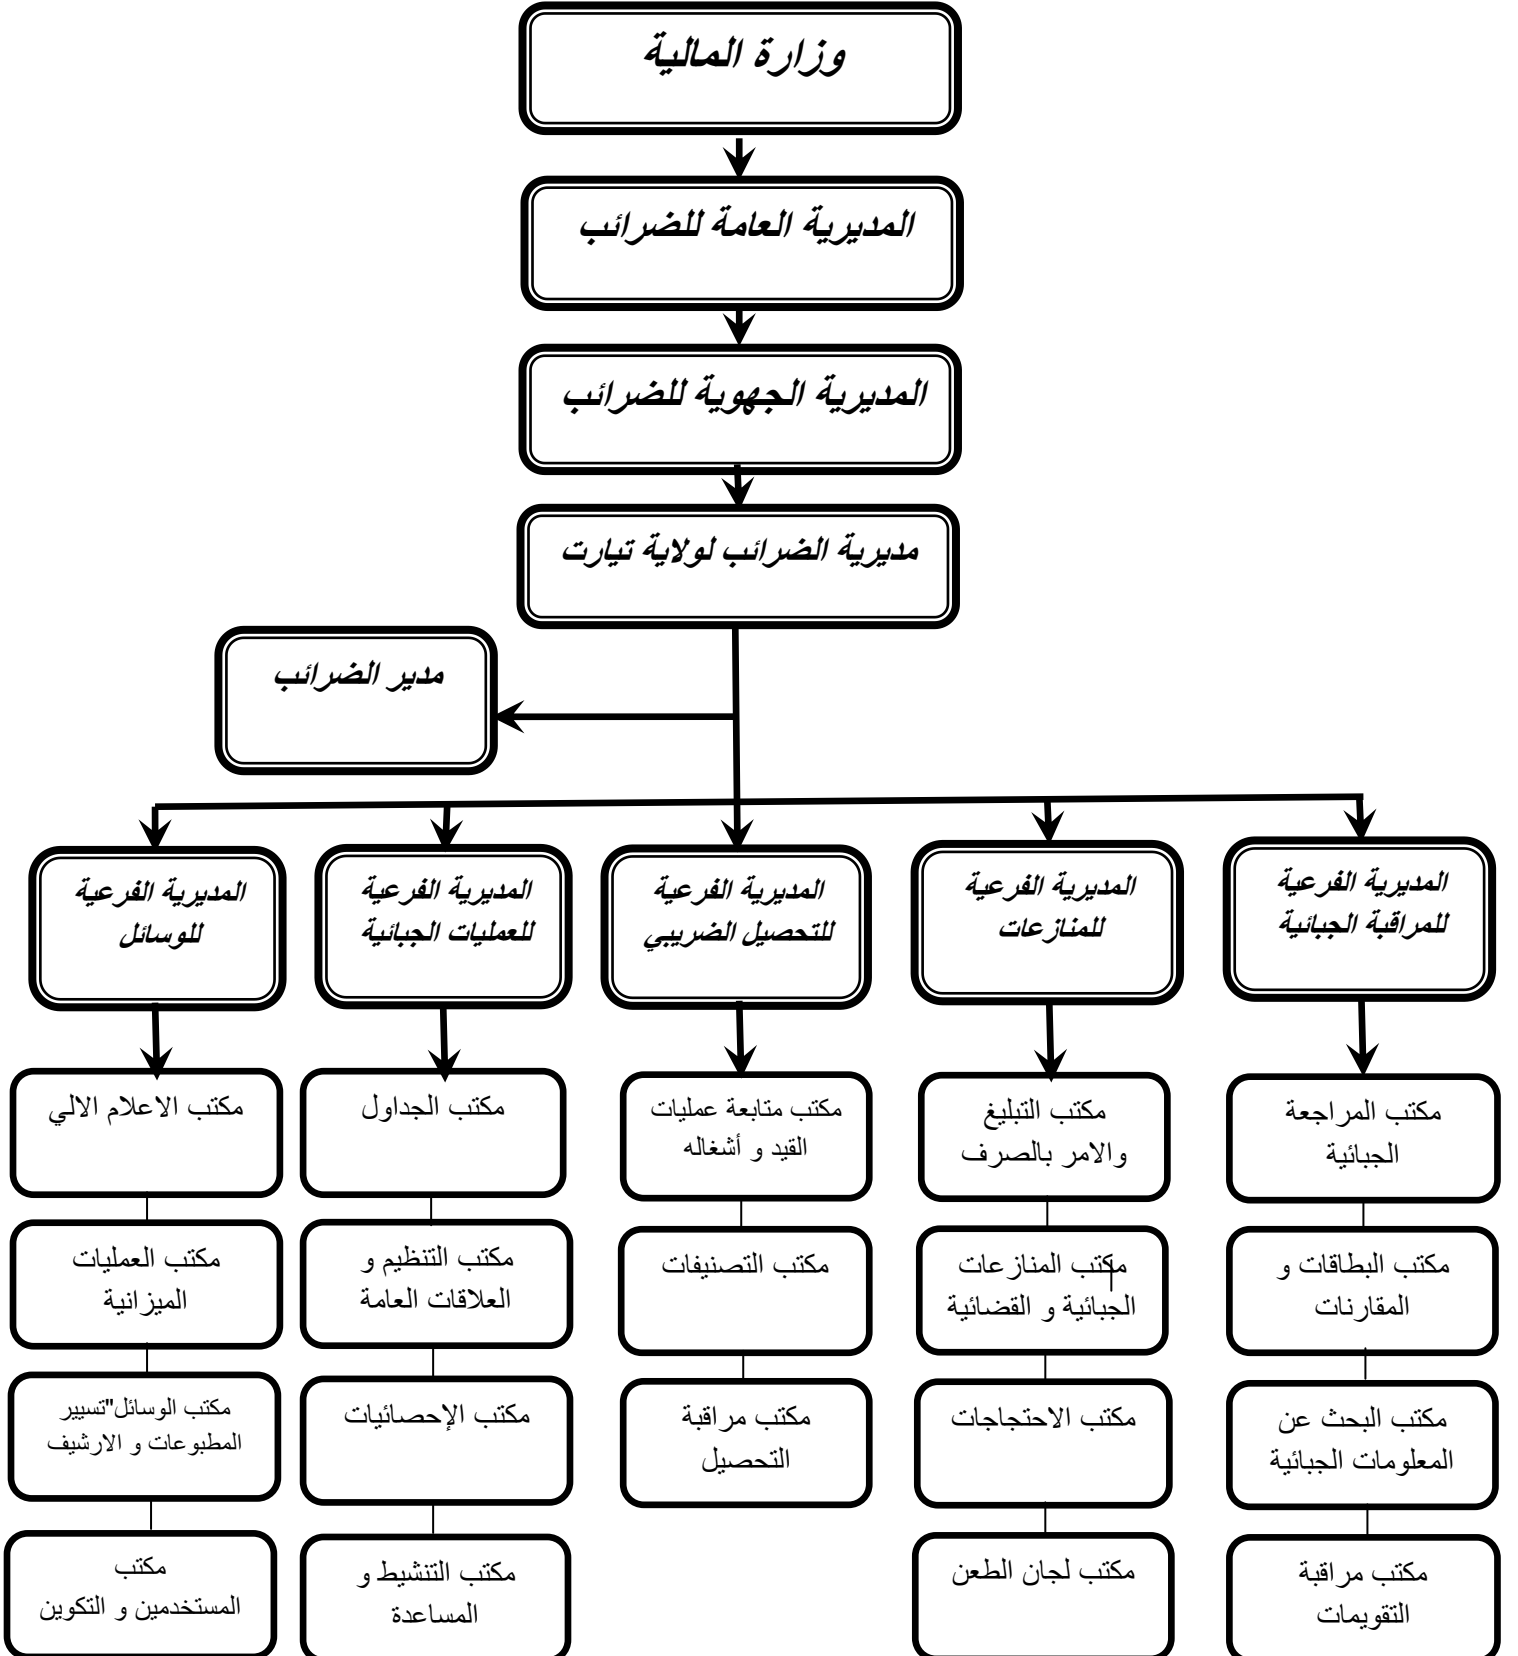 وزارة المالية
المديرية العامة للضرائب
المديرية الجهوية للضرائب
مديرية الضرائب لولاية تيارت
مدير الضرائب
المديرية الفرعية
للمراقبة الجبائية
المديرية الفرعية
للمنازعات
المديرية الفرعية
للتحصيل الضريبي
المديرية الفرعية
للعمليات الجبائية
المديرية الفرعية
للوسائل
مكتب المراجعة
الجبائية
مكتب البطاقات و
المقارنات
مكتب البحث عن
المعلومات الجبائية
مكتب مراقبة
التقويمات
مكتب التبليغ
والامر بالصرف
مكتب المنازعات
الجبائية و القضائية
مكتب الاحتجاجات
مكتب لجان الطعن
مكتب متابعة عمليات
القيد و أشغاله
مكتب التصنيفات
مكتب مراقبة
التحصيل
مكتب الجداول
مكتب التنظيم و
العلاقات العامة
مكتب الإحصائيات
مكتب التنشيط و
المساعدة
مكتب الاعلام الالي
مكتب العمليات
الميزانية
مكتب الوسائل"تسيير
المطبوعات و الارشيف
مكتب
المستخدمين و التكوين